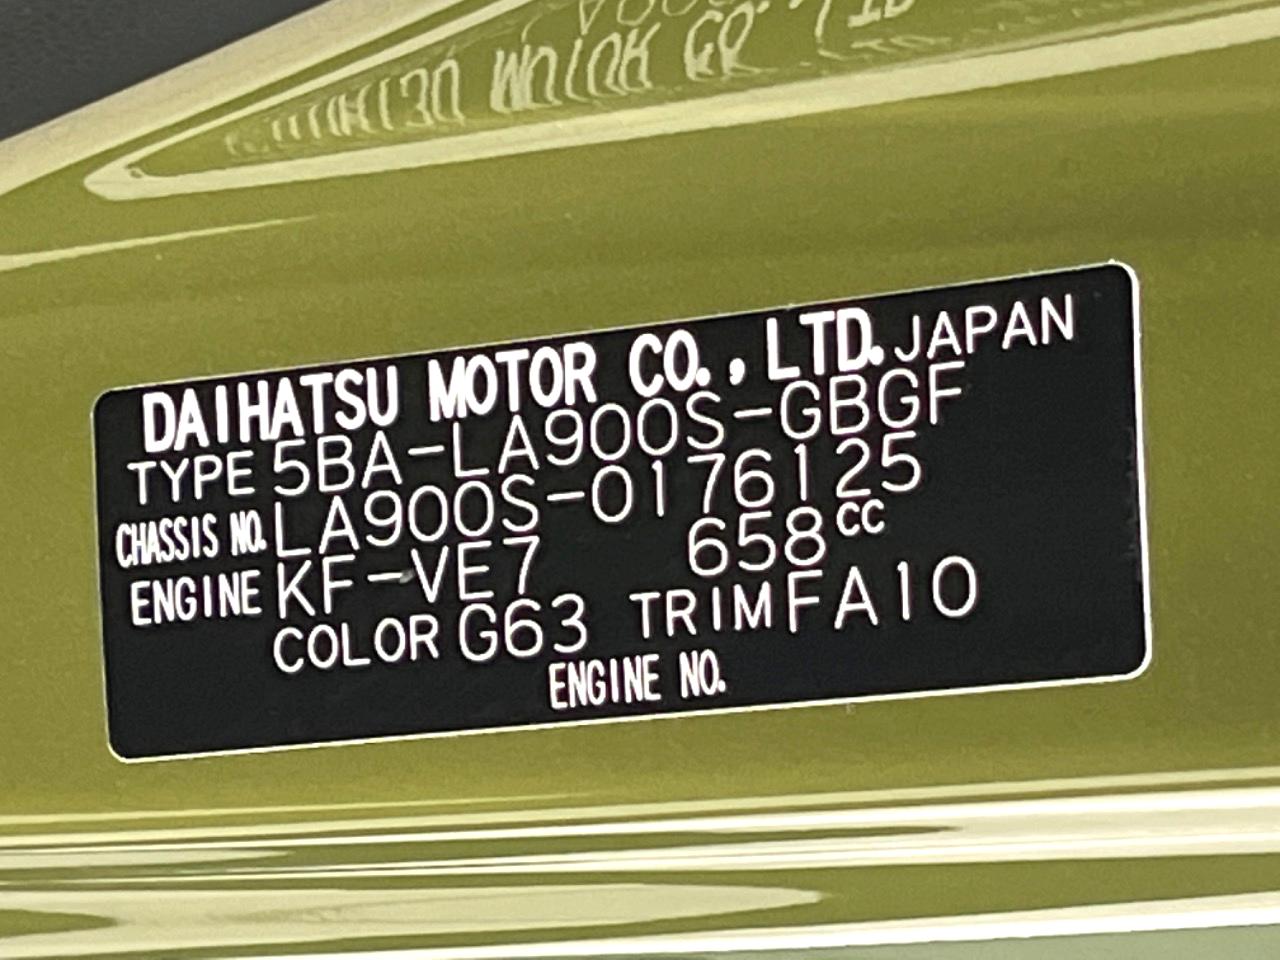 DAIHATSU MOTOR CO., LTD. JAPAN
TYPE 5BA-LA900S-GBGF
CHASSIS NO. LA900S-0176125
ENGINE KF-VE7 658cc
COLOR G63 TRIM FA10
ENGINE NO.